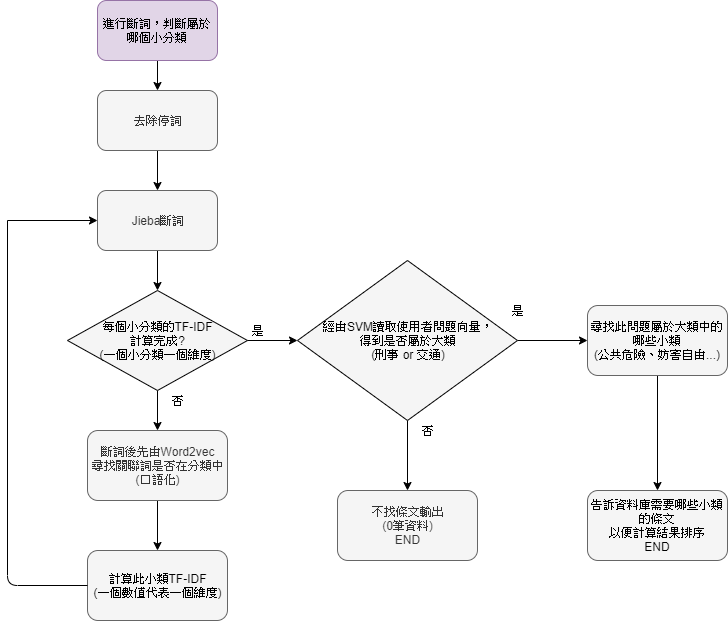 進行斷詞，判斷屬於
哪個小分類
去除停詞
Jieba斷詞
每個小分類的TF-IDF
計算完成?
(一個小分類一個維度)
是
經由SVM讀取使用者問題向量，
得到是否屬於大類
(刑事 or 交通)
是
尋找此問題屬於大類中的
哪些小類
(公共危險、妨害自由...)
否
否
斷詞後先由Word2vec
尋找關聯詞是否在分類中
(口語化)
不找條文輸出
(0筆資料)
END
告訴資料庫需要哪些小類
的條文
以便計算結果排序
END
計算此小類TF-IDF
(一個數值代表一個維度)